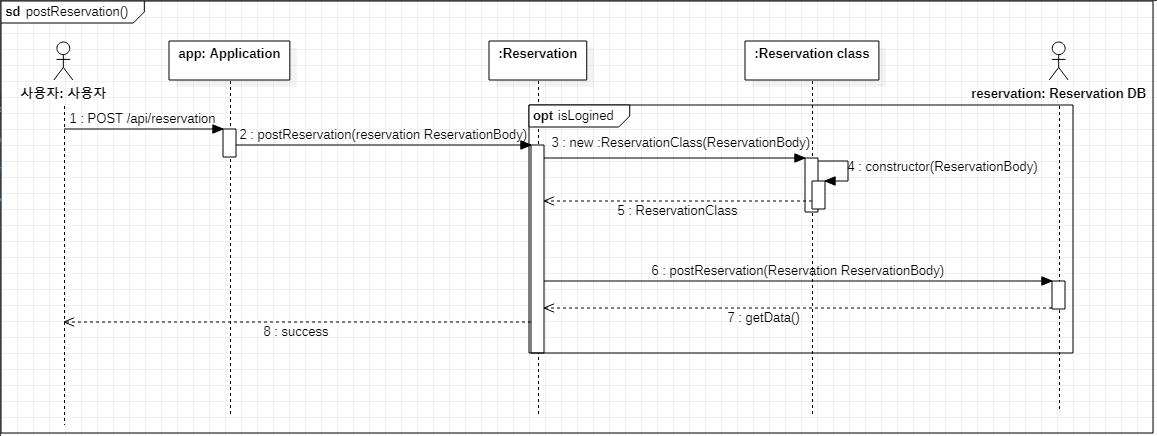 sd postReservation()
app: Application
:Reservation
:Reservation class
사용자: 사용자
reservation: Reservation DB
opt isLogined
1 : POST /api/reservation
2 : postReservation(reservation ReservationBody)
3 : new :ReservationClass(ReservationBody)
4 : constructor(ReservationBody)
5 : ReservationClass
6 : postReservation(Reservation ReservationBody)
7 : getData()
8 : success